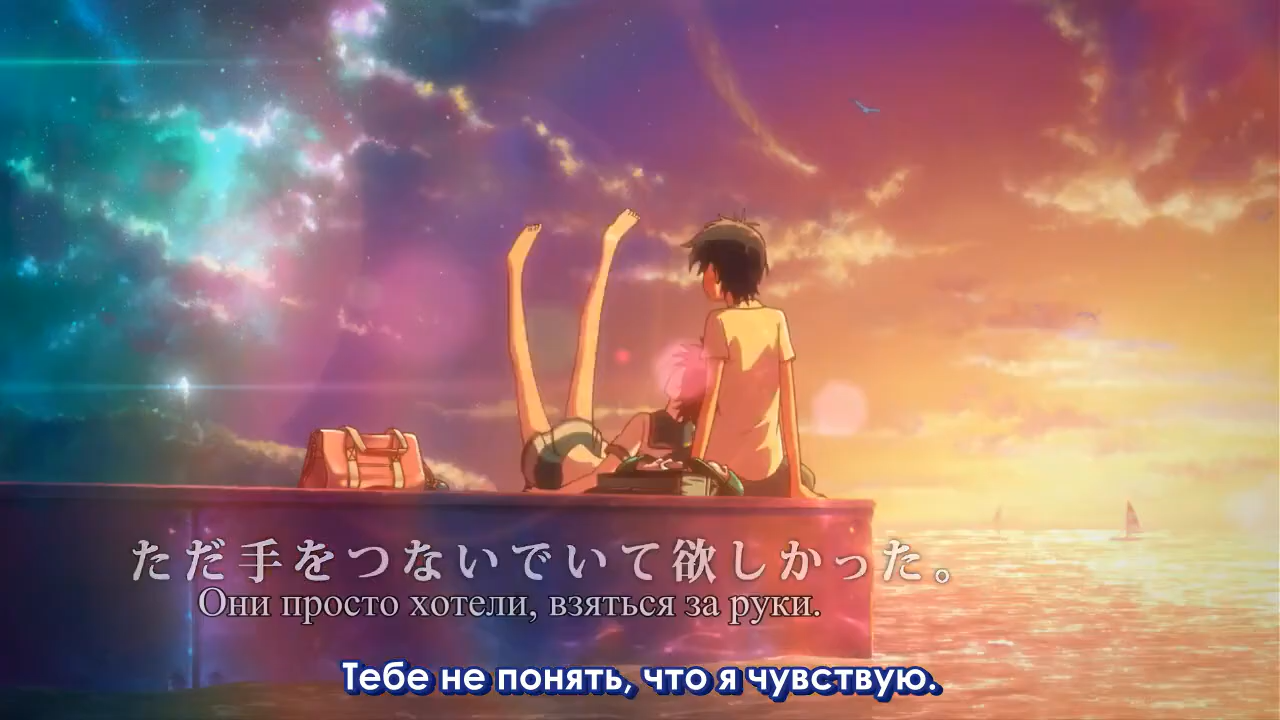 ただ手をつないでいて欲しかった。
Они просто хотели, взяться за руки.
Тебе не понять, что я чувствую.